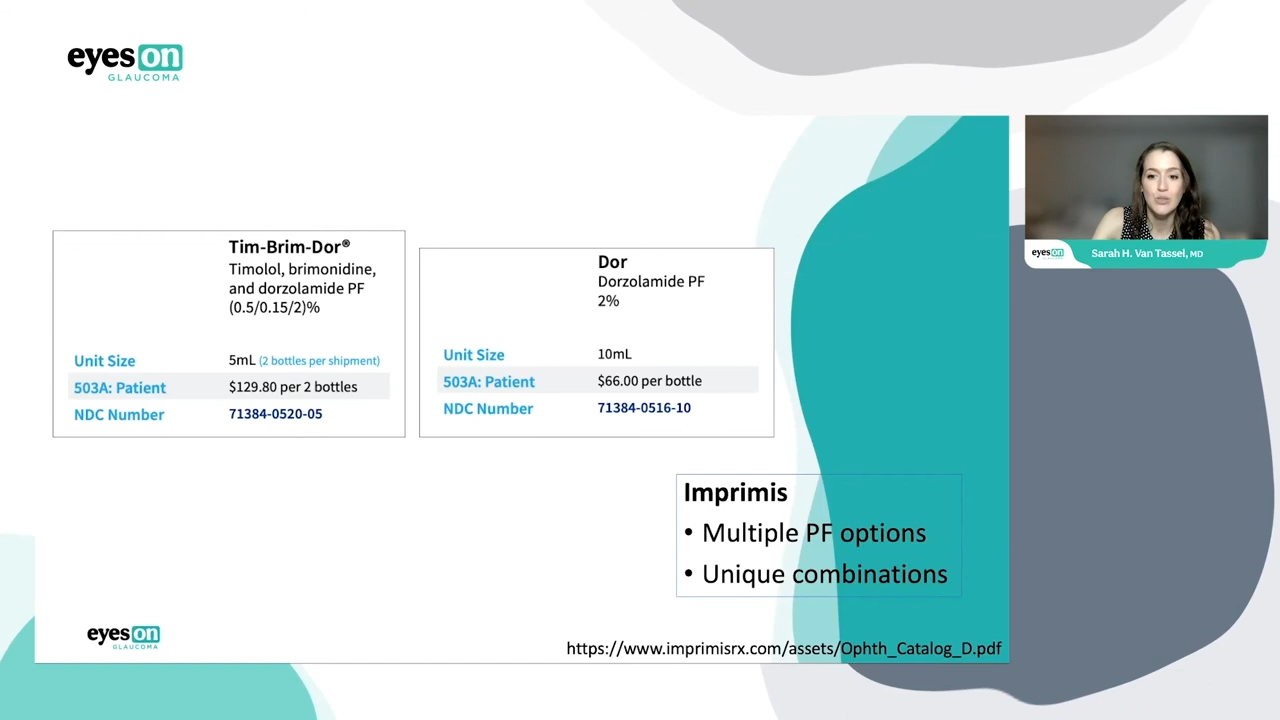 eyes on
GLAUCOMA
Tim-Brim-Dor®
Timolol, brimonidine,
and dorzolamide PF
(0.5/0.15/2)%
Unit Size 5mL (2 bottles per shipment)
503A: Patient $129.80 per 2 bottles
NDC Number 71384-0520-05
Dor
Dorzolamide PF
2%
Unit Size 10mL
503A: Patient $66.00 per bottle
NDC Number 71384-0516-10
eyes on
Sarah H. Van Tassel, MD
Imprimis
• Multiple PF options
• Unique combinations
eyes on
GLAUCOMA
https://www.imprimisrx.com/assets/Ophth_Catalog_D.pdf